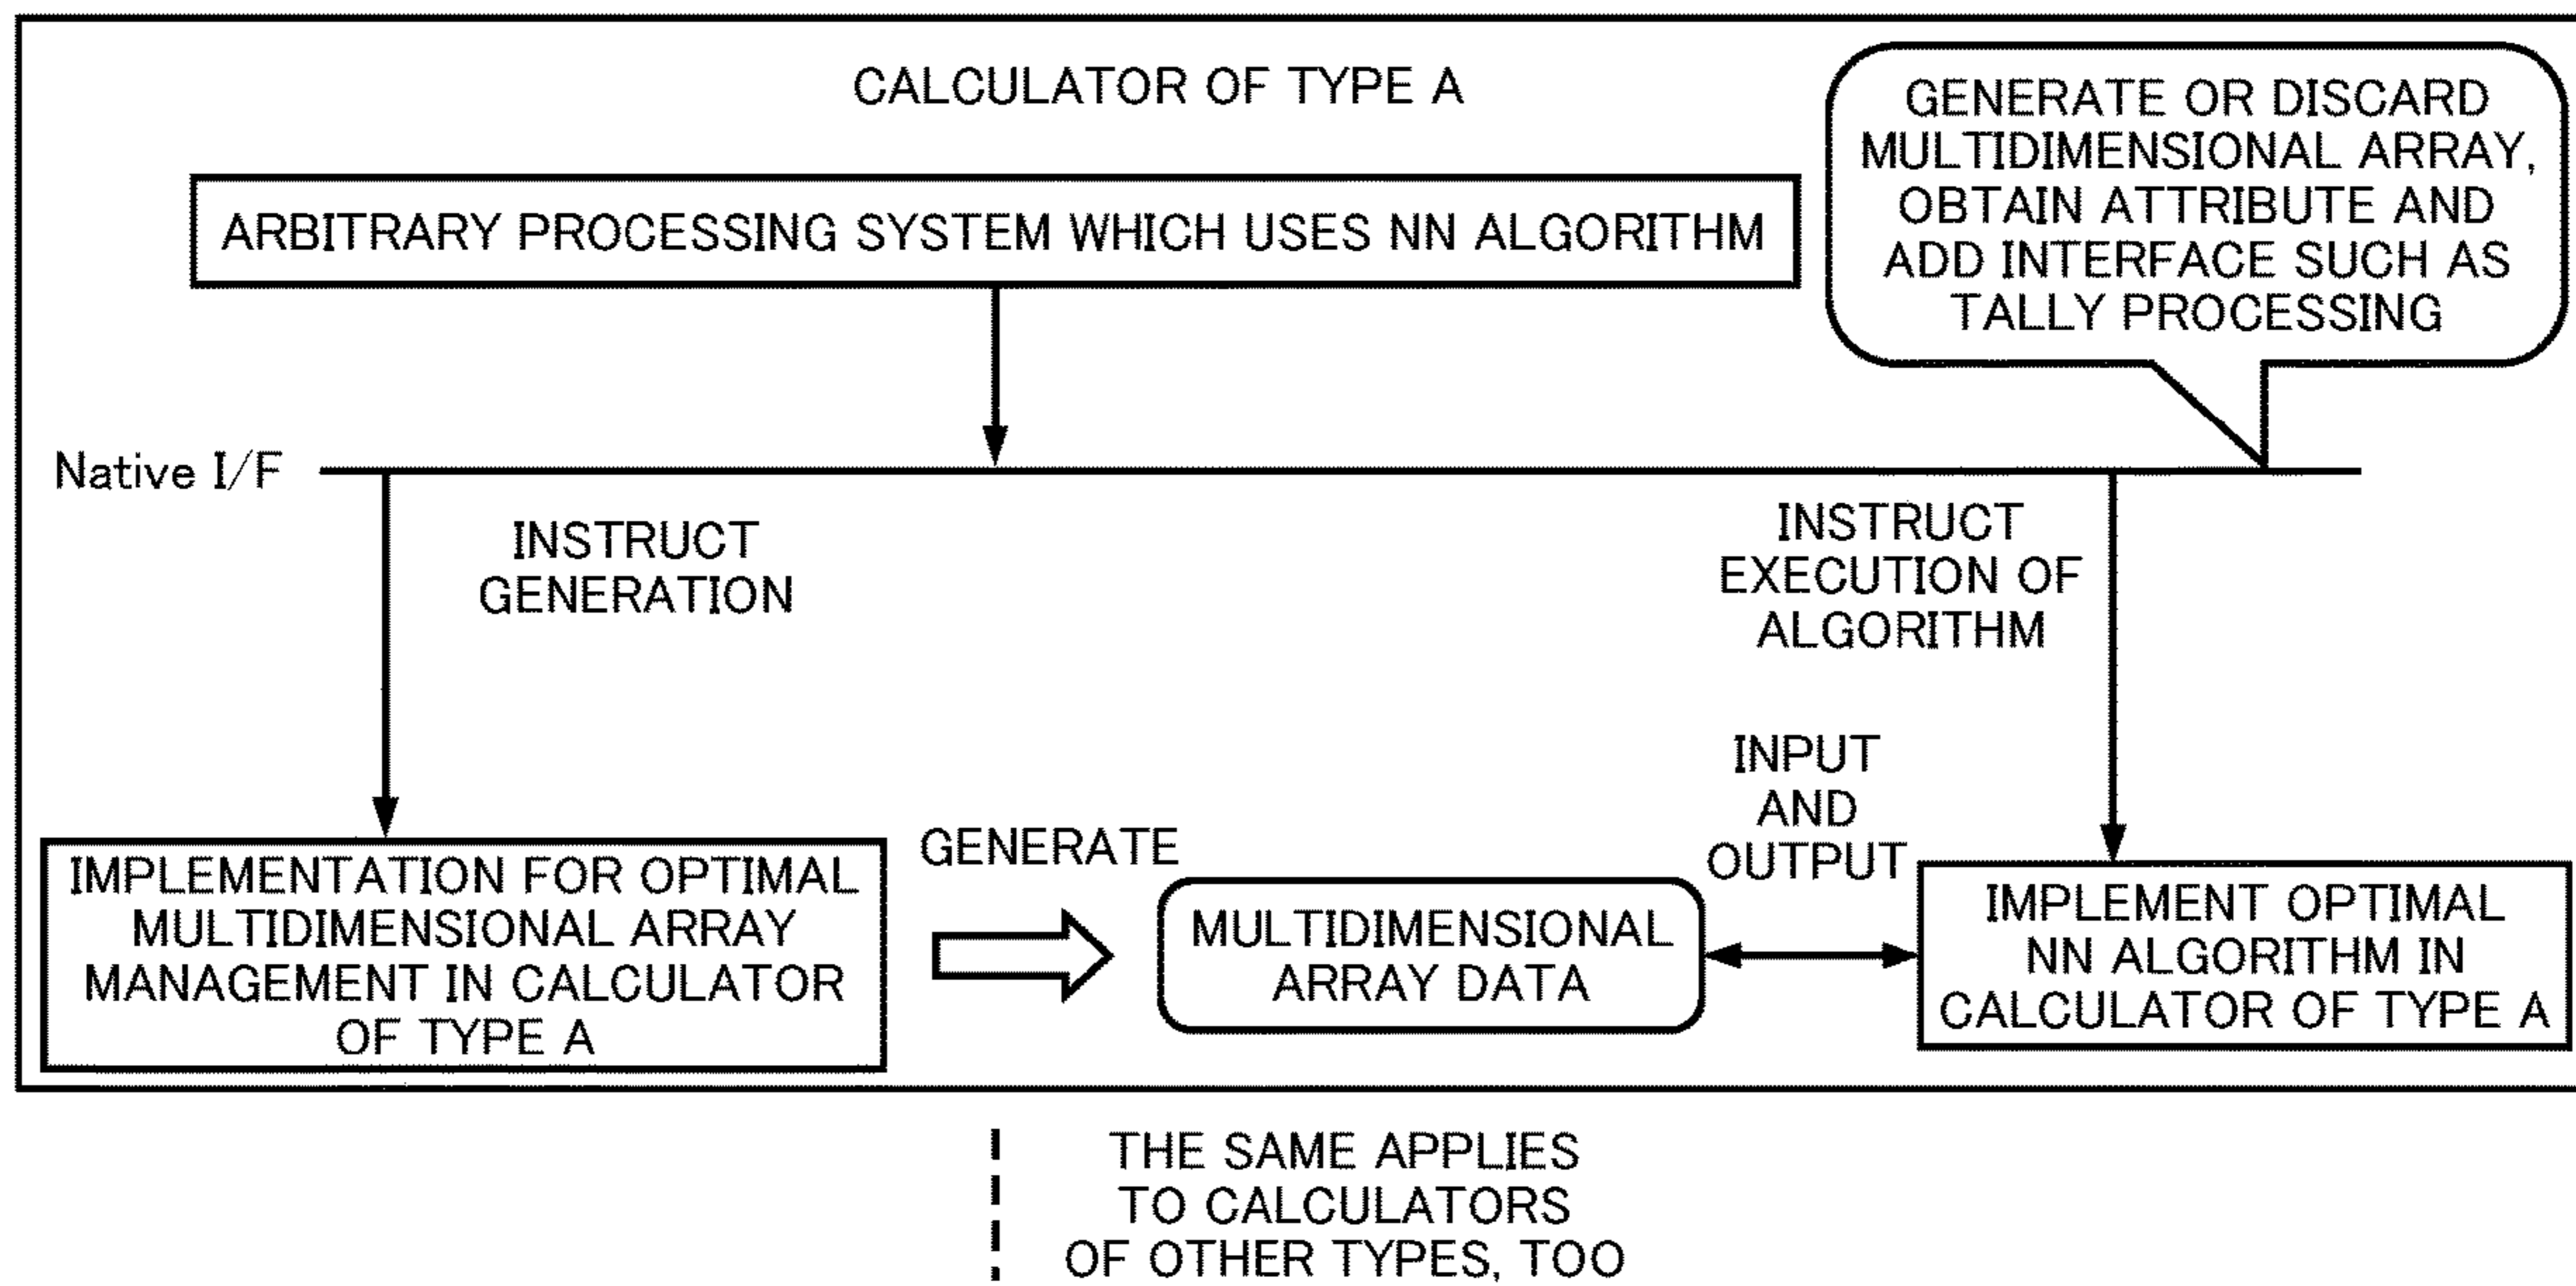 CALCULATOR OF TYPE A
GENERATE OR DISCARD
MULTIDIMENSIONAL ARRAY,
OBTAIN ATTRIBUTE AND
ADD INTERFACE SUCH AS
TALLY PROCESSING
ARBITRARY PROCESSING SYSTEM WHICH USES NN ALGORITHM
Native I/F
INSTRUCT
GENERATION
INSTRUCT
EXECUTION OF
ALGORITHM
IMPLEMENTATION FOR OPTIMAL
MULTIDIMENSIONAL ARRAY
MANAGEMENT IN CALCULATOR
OF TYPE A
GENERATE
MULTIDIMENSIONAL
ARRAY DATA
INPUT
AND
OUTPUT
IMPLEMENT OPTIMAL
NN ALGORITHM IN
CALCULATOR OF TYPE A
THE SAME APPLIES
TO CALCULATORS
OF OTHER TYPES, TOO